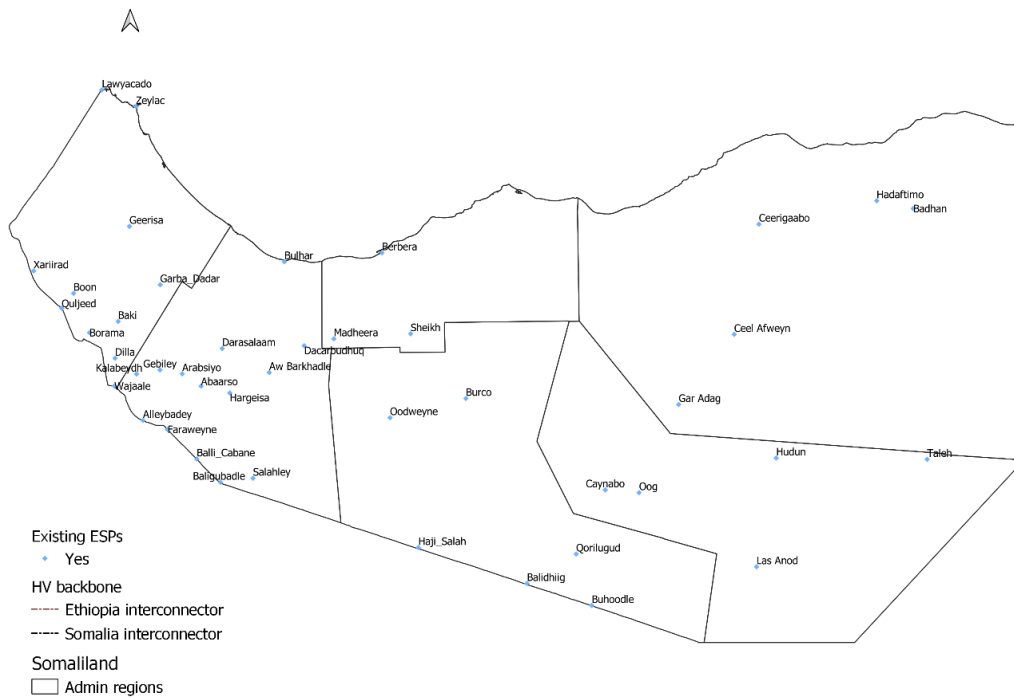 Lawyacado
Zeylac
Hadaftimo
Badhan
Geerisa
Ceerigaabo
Berbera
Bulhar
Xariirad
Garba_Dadar
Boon
Quljeed
Baki
Borama
Madheera
Sheikh
Ceel Afweyn
Darasalaam
Dacarbudhuq
Dilla
Kalabeydh
Gebiley
Arabsiyo
Aw Barkhadle
Wajaale
Abaarso
Hargeisa
Burco
Gar Adag
Oodweyne
Alleybadey
Faraweyne
Balli_Cabane
Hudun
Taleh
Baligubadle
Salahley
Caynabo
Oog
Haji_Salah
Qorilugud
Las Anod
Balidhiig
Buhoodle
Existing ESPs
Yes
HV backbone
Ethiopia interconnector
Somalia interconnector
Somaliland
Admin regions